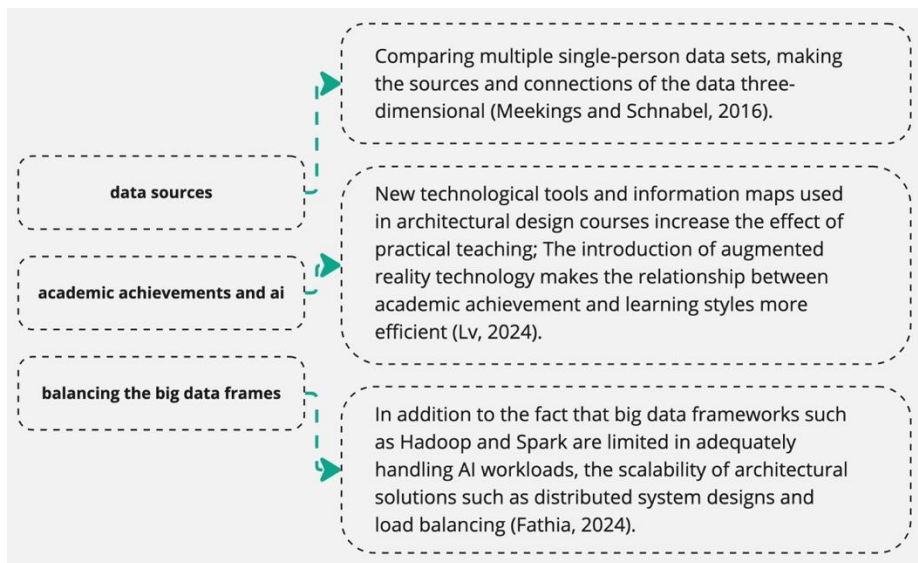 data sources
Comparing multiple single-person data sets, making
the sources and connections of the data three-
dimensional (Meekings and Schnabel, 2016).
academic achievements and ai
New technological tools and information maps used
in architectural design courses increase the effect of
practical teaching; The introduction of augmented
reality technology makes the relationship between
academic achievement and learning styles more
efficient (Lv, 2024).
balancing the big data frames
In addition to the fact that big data frameworks such
as Hadoop and Spark are limited in adequately
handling AI workloads, the scalability of architectural
solutions such as distributed system designs and
load balancing (Fathia, 2024).